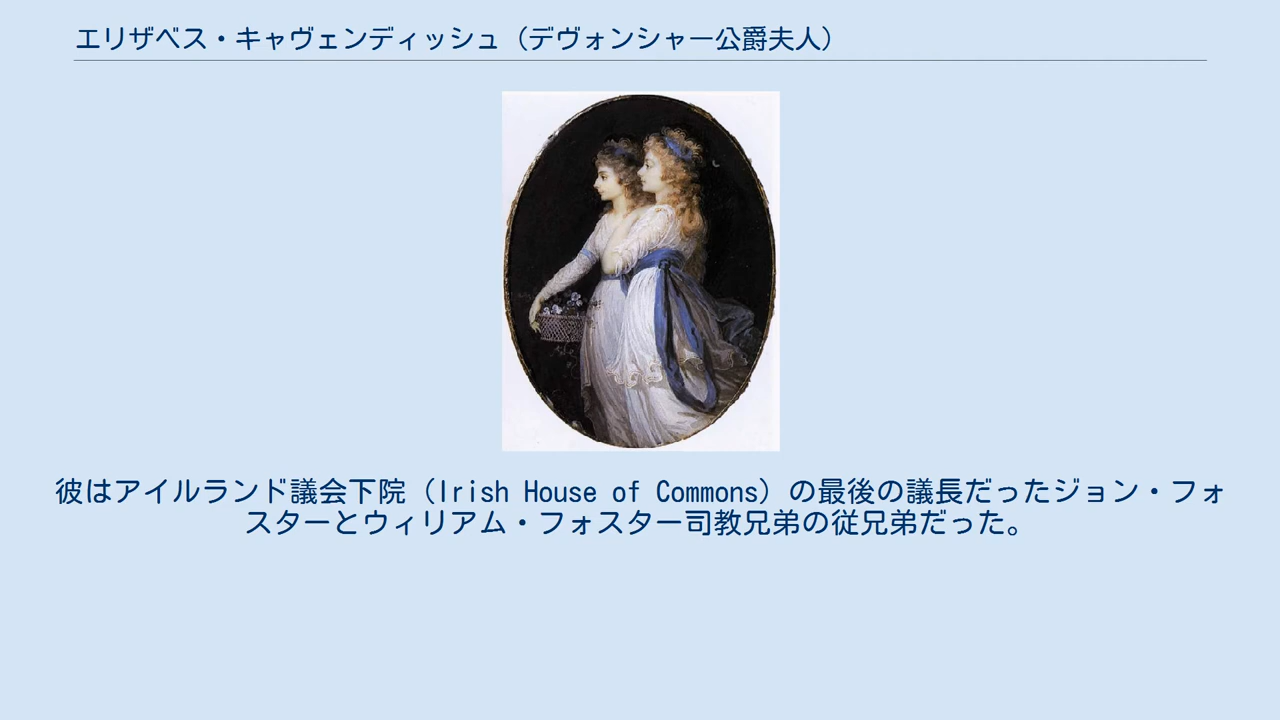 エリザベス・キャヴェンディッシュ（デヴォンシャー公爵夫人）
彼はアイルランド議会下院（Irish House of Commons）の最後の議長だったジョン・フォ
スターとウィリアム・フォスター司教兄弟の従兄弟だった。